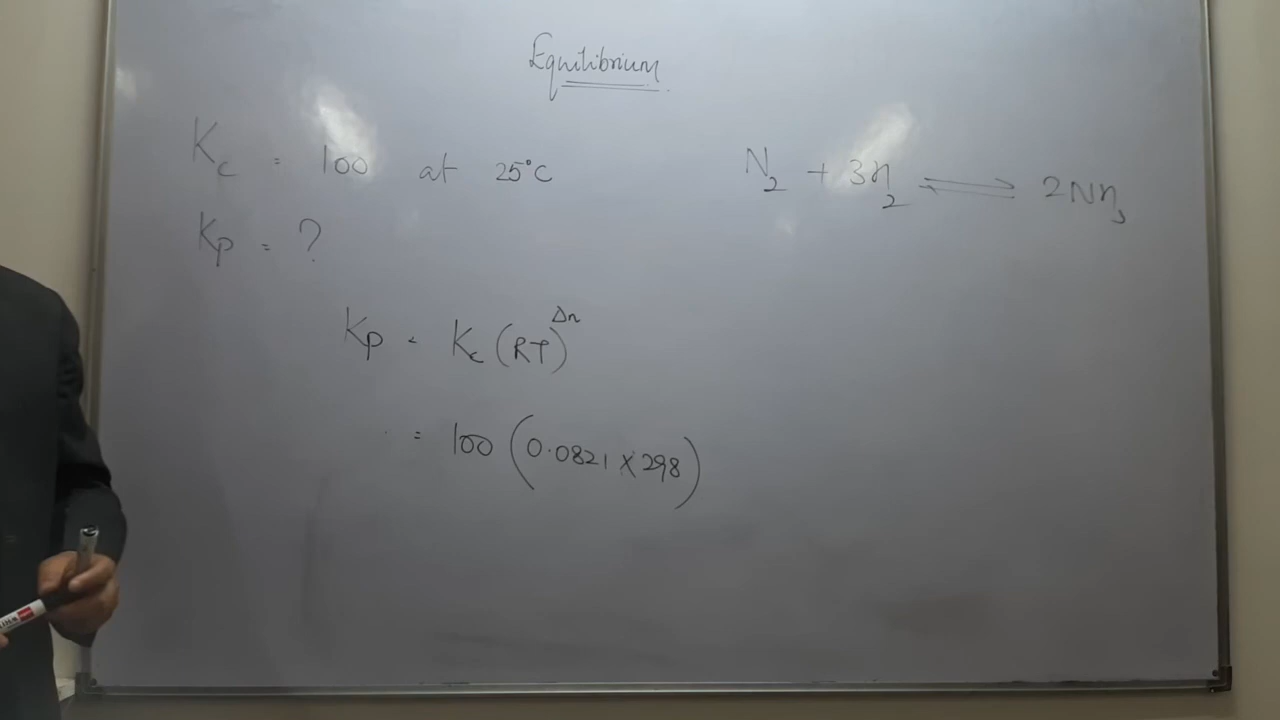 Equilibrium
Kc = 100 at 25°C
N2 + 3H2 ⇌ 2NH3
Kp = ?
Kp = Kc (RT)^Δn
= 100 (0.0821 × 298)